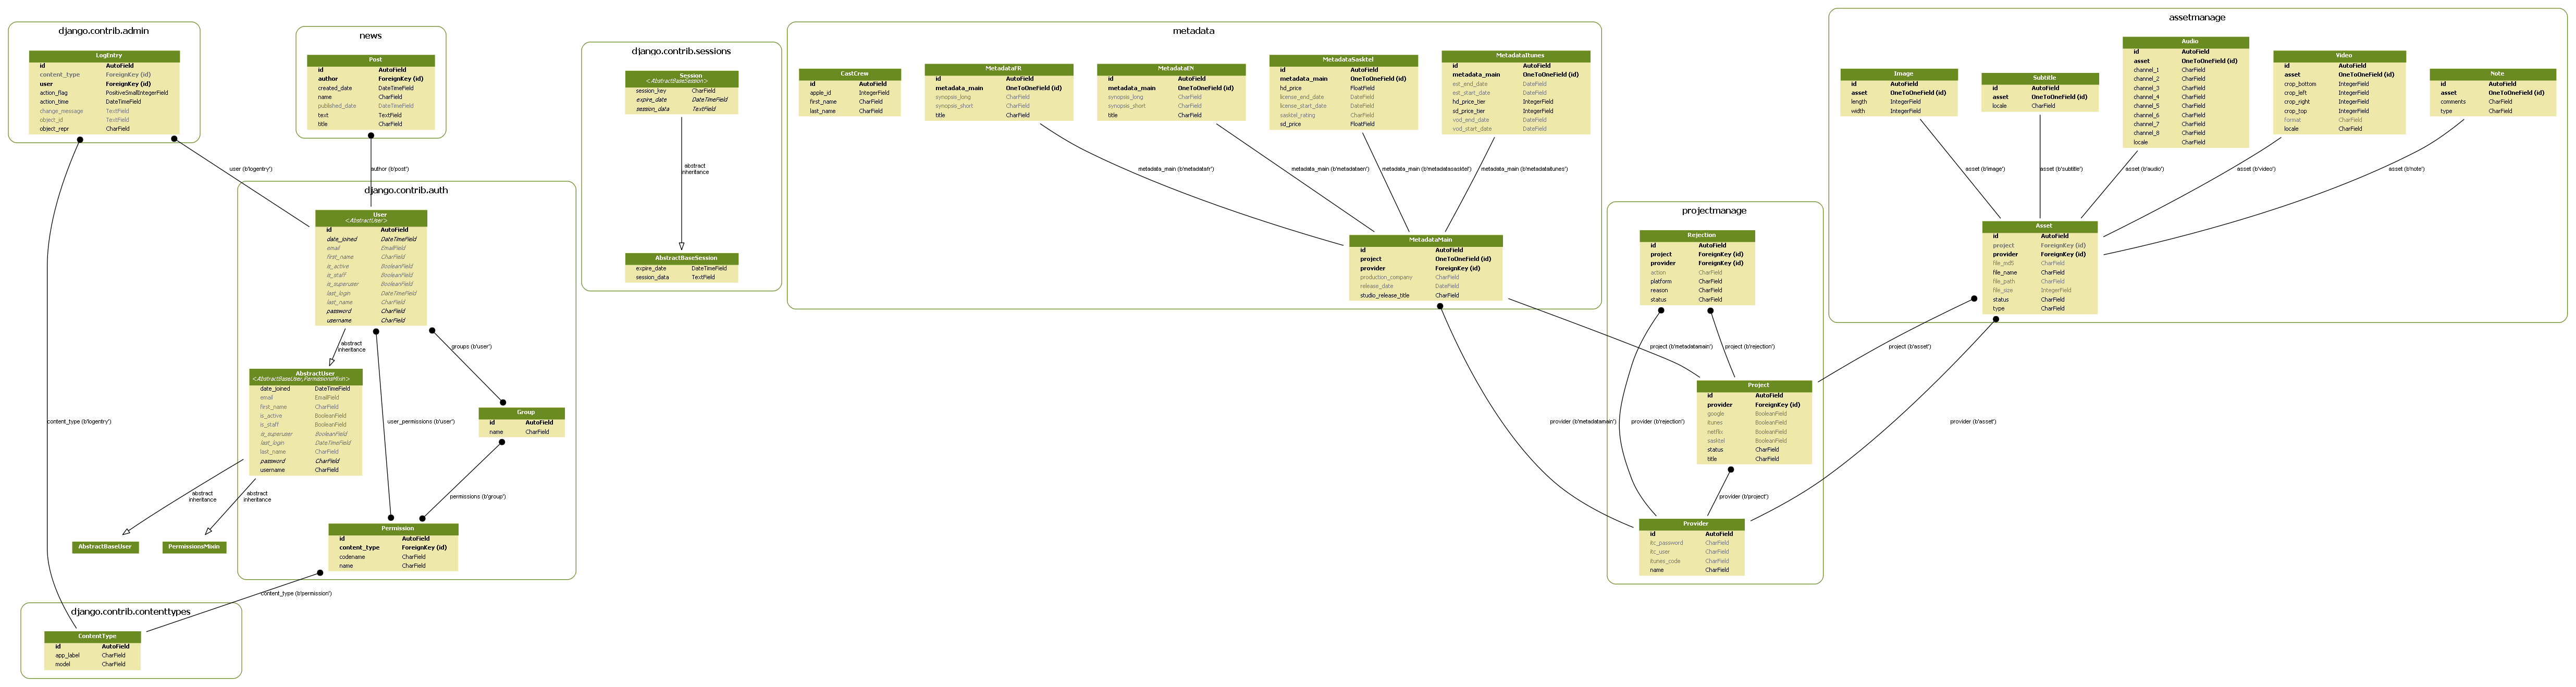 django.contrib.admin
LogEntry
id AutoField
content_type ForeignKey (id)
user ForeignKey (id)
action_flag PositiveSmallIntegerField
action_time DateTimeField
change_message TextField
object_id TextField
object_repr CharField
news
Post
id AutoField
author ForeignKey (id)
created_date DateTimeField
name CharField
published_date DateTimeField
text TextField
title CharField
user (b'logentry')
author (b'post')
django.contrib.auth
User
<AbstractUser>
id AutoField
date_joined DateTimeField
email EmailField
first_name CharField
is_active BooleanField
is_staff BooleanField
is_superuser BooleanField
last_login DateTimeField
last_name CharField
password CharField
username CharField
abstract
inheritance
groups (b'user')
AbstractUser
<AbstractBaseUser,PermissionsMixin>
date_joined DateTimeField
email EmailField
first_name CharField
is_active BooleanField
is_staff BooleanField
is_superuser BooleanField
last_login DateTimeField
last_name CharField
password CharField
username CharField
Group
id AutoField
name CharField
content_type (b'logentry')
user_permissions (b'user')
abstract
inheritance
abstract
inheritance
permissions (b'group')
AbstractBaseUser
PermissionsMixin
Permission
id AutoField
content_type ForeignKey (id)
codename CharField
name CharField
content_type (b'permission')
django.contrib.contenttypes
ContentType
id AutoField
app_label CharField
model CharField
django.contrib.sessions
Session
<AbstractBaseSession>
session_key CharField
expire_date DateTimeField
session_data TextField
abstract
inheritance
AbstractBaseSession
expire_date DateTimeField
session_data TextField
metadata
CastCrew
id AutoField
apple_id IntegerField
first_name CharField
last_name CharField
MetadataFR
id AutoField
metadata_main OneToOneField (id)
synopsis_long CharField
synopsis_short CharField
title CharField
MetadataEN
id AutoField
metadata_main OneToOneField (id)
synopsis_long CharField
synopsis_short CharField
title CharField
MetadataSasktel
id AutoField
metadata_main OneToOneField (id)
hd_price FloatField
license_end_date DateField
license_start_date DateField
sasktel_rating CharField
sd_price FloatField
MetadataItunes
id AutoField
metadata_main OneToOneField (id)
est_end_date DateField
est_start_date DateField
hd_price_tier IntegerField
sd_price_tier IntegerField
vod_end_date DateField
vod_start_date DateField
metadata_main (b'metadatafr')
metadata_main (b'metadataen')
metadata_main (b'metadatasasktel')
metadata_main (b'metadataitunes')
MetadataMain
id AutoField
project OneToOneField (id)
provider ForeignKey (id)
production_company CharField
release_date DateField
studio_release_title CharField
projectmanage
Rejection
id AutoField
project ForeignKey (id)
provider ForeignKey (id)
action CharField
platform CharField
reason CharField
status CharField
project (b'metadatamain')
project (b'rejection')
Project
id AutoField
provider ForeignKey (id)
google BooleanField
itunes BooleanField
netflix BooleanField
sasktel BooleanField
status CharField
title CharField
provider (b'metadatamain')
provider (b'rejection')
provider (b'project')
Provider
id AutoField
itc_password CharField
itc_user CharField
itunes_code CharField
name CharField
assetmanage
Image
id AutoField
asset OneToOneField (id)
length IntegerField
width IntegerField
Subtitle
id AutoField
asset OneToOneField (id)
locale CharField
Audio
id AutoField
asset OneToOneField (id)
channel_1 CharField
channel_2 CharField
channel_3 CharField
channel_4 CharField
channel_5 CharField
channel_6 CharField
channel_7 CharField
channel_8 CharField
locale CharField
Video
id AutoField
asset OneToOneField (id)
crop_bottom IntegerField
crop_left IntegerField
crop_right IntegerField
crop_top IntegerField
format CharField
locale CharField
Note
id AutoField
asset OneToOneField (id)
comments CharField
type CharField
asset (b'image')
asset (b'subtitle')
asset (b'audio')
asset (b'video')
asset (b'note')
Asset
id AutoField
project ForeignKey (id)
provider ForeignKey (id)
file_md5 CharField
file_name CharField
file_path CharField
file_size IntegerField
status CharField
type CharField
project (b'asset')
provider (b'asset')